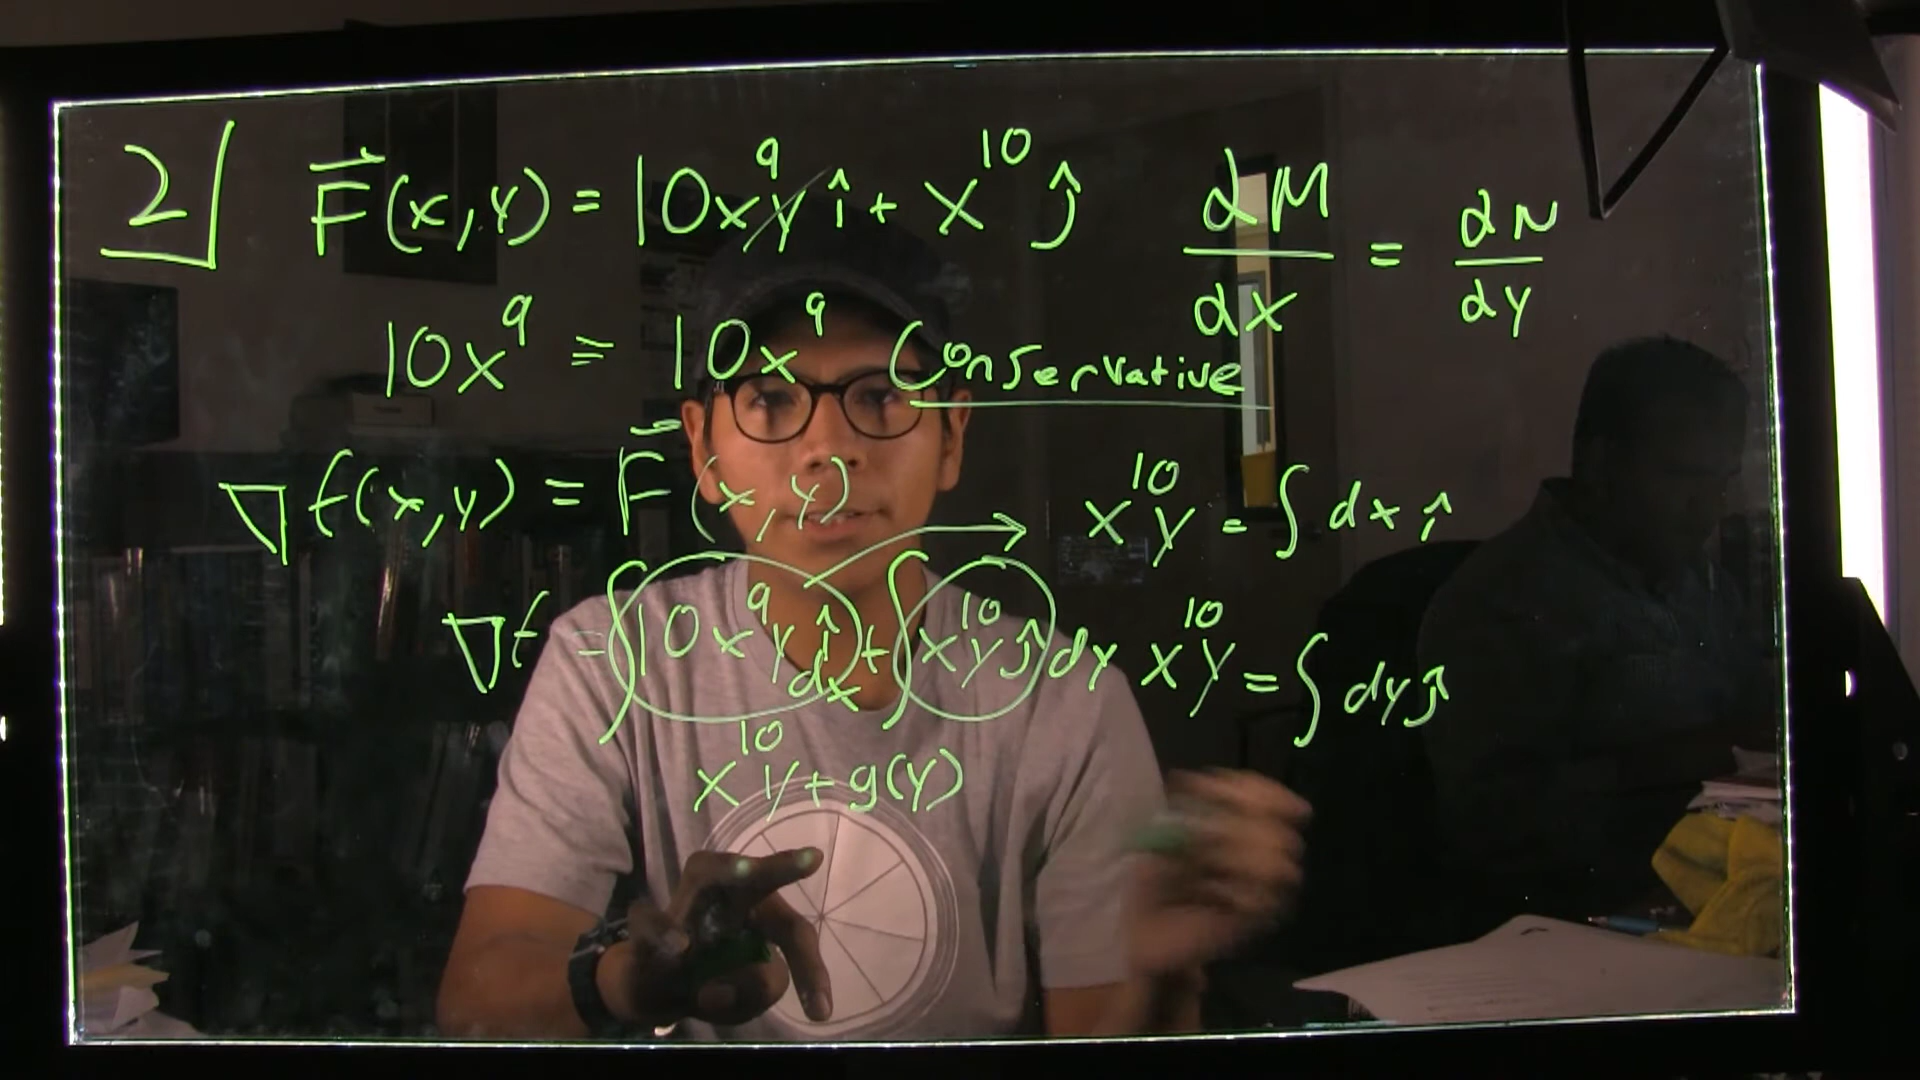 2 F⃗(x,y) = 10x⁹y î + x¹⁰ ĵ
dM/dx = dN/dy
10x⁹ = 10x⁹ Conservative
∇f(x,y) = F⃗(x,y)
x¹⁰y = ∫dx î
∇f = ∫10x⁹y î dx + ∫x¹⁰y ĵ dy
x¹⁰y = ∫dy ĵ
x¹⁰y + g(y)